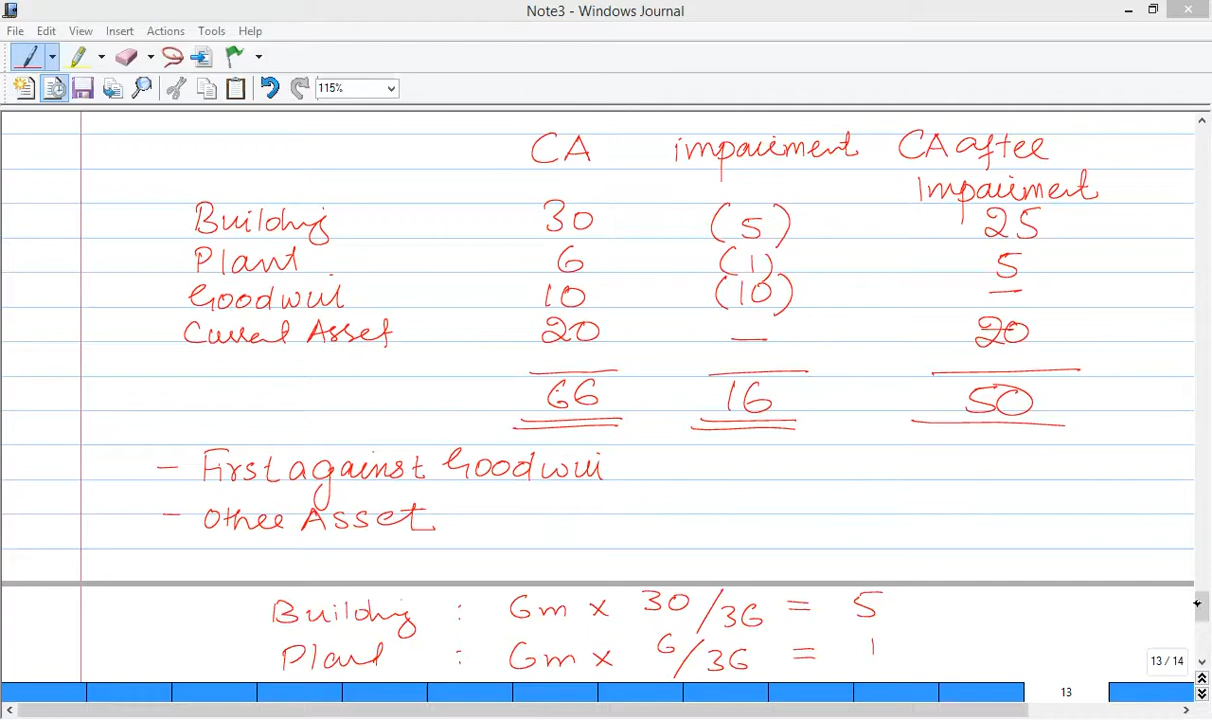 Note3 - Windows Journal
File Edit View Insert Actions Tools Help
115%
CA impairment CA after
Impairment
Building 30 (5) 25
Plant 6 (1) 5
Goodwill 10 (10) —
Current Asset 20 — 20
66 16 50
- First against Goodwill
- Other Asset
Building : 6m × 30/36 = 5
Plant : 6m × 6/36 = 1
13 / 14
13